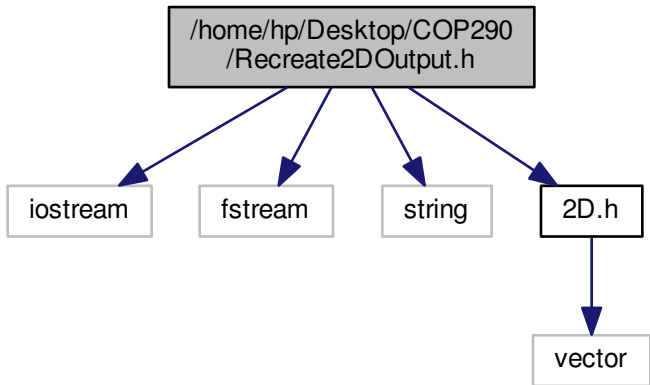 /home/hp/Desktop/COP290
/Recreate2DOutput.h
iostream
fstream
string
2D.h
vector